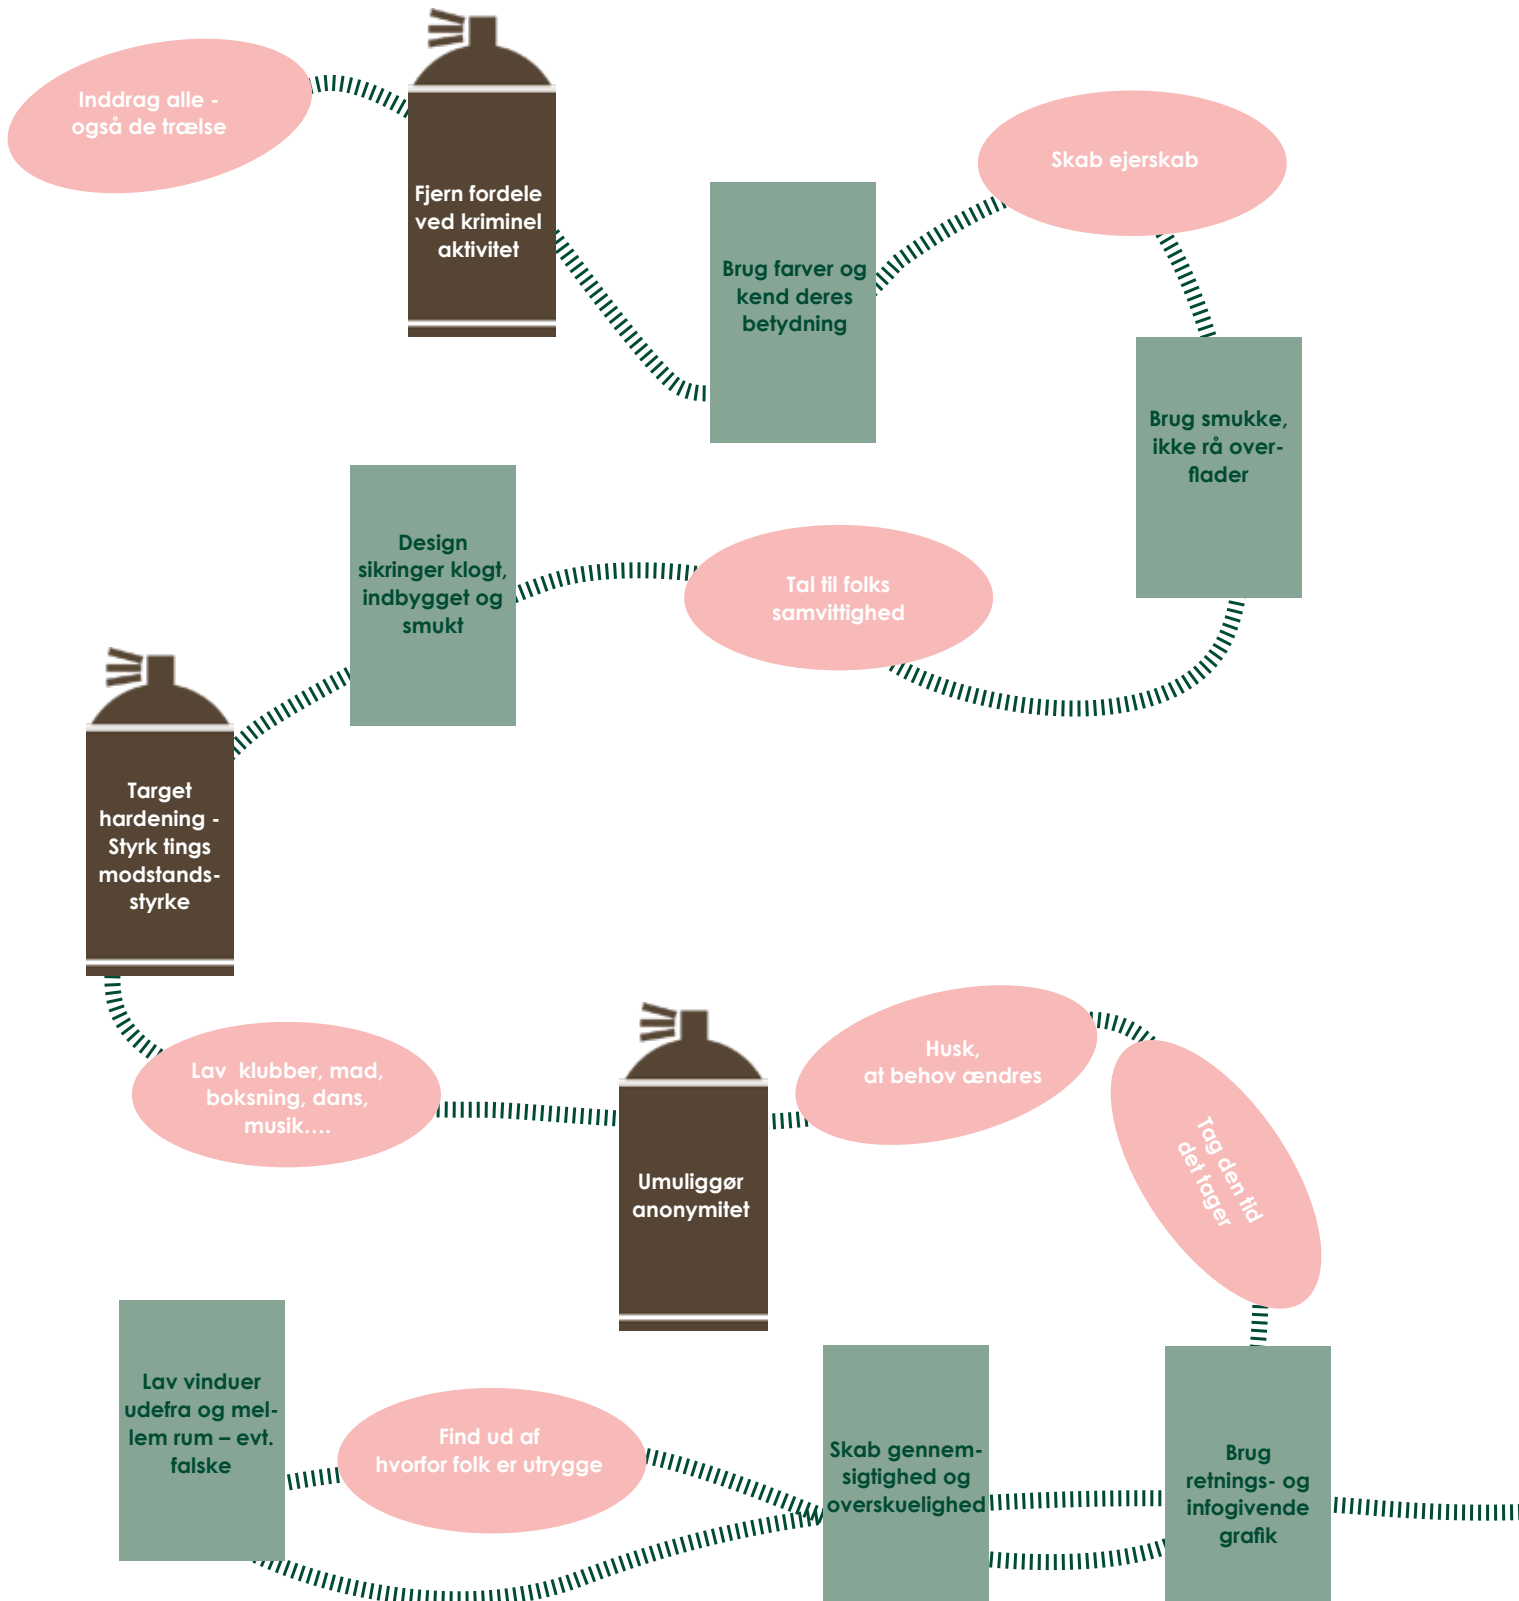 Inddrag alle -
også de trælse
Fjern fordele
ved kriminel
aktivitet
Brug farver og
kend deres
betydning
Skab ejerskab
Brug smukke,
ikke rå over-
flader
Tal til folks
samvittighed
Design
sikringer klogt,
indbygget og
smukt
Target
hardening -
Styrk tings
modstands-
styrke
Lav  klubber, mad,
boksning, dans,
musik....
Umuliggør
anonymitet
Husk,
at behov ændres
Tag den tid
det tager
Brug
retnings- og
infogivende
grafik
Skab gennem-
sigtighed og
overskuelighed
Find ud af
hvorfor folk er utrygge
Lav vinduer
udefra og mel-
lem rum – evt.
falske